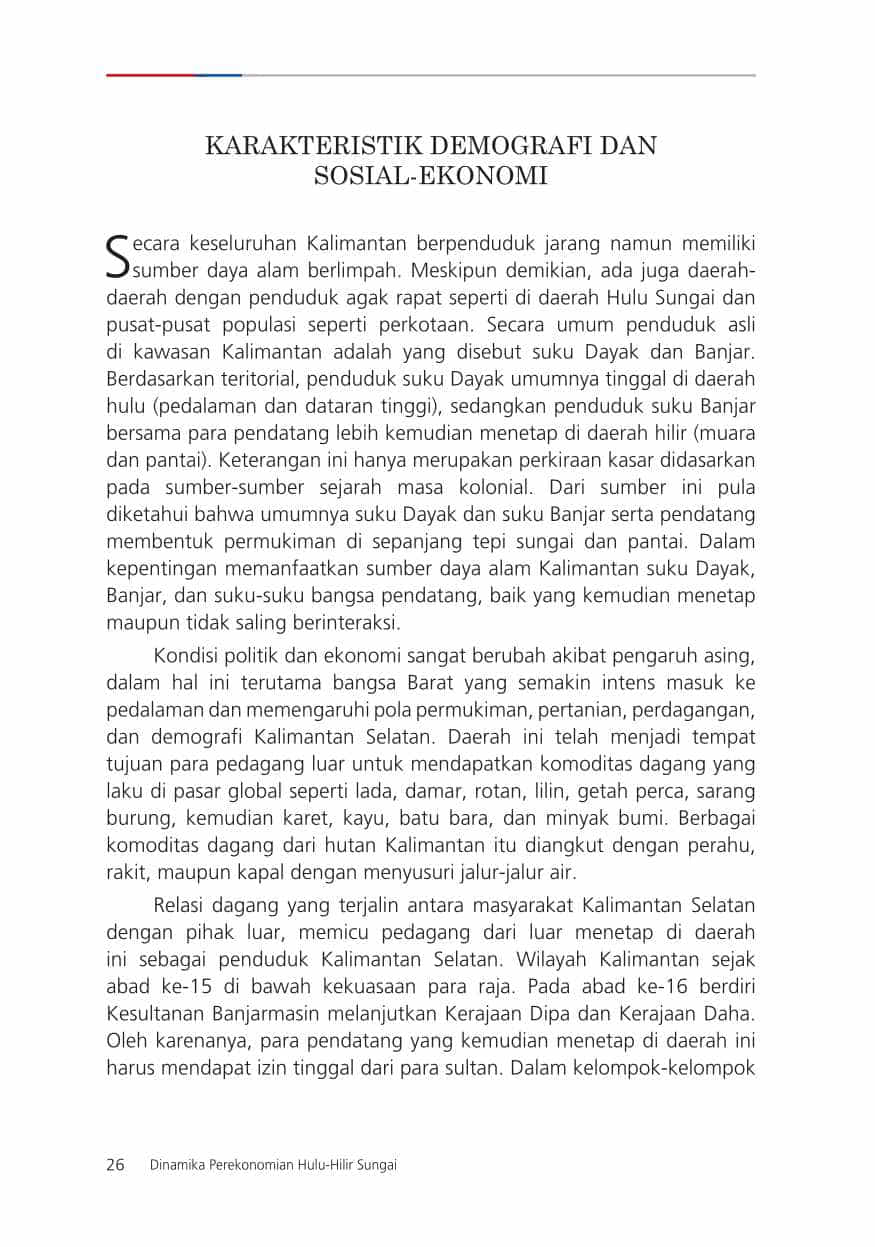 KARAKTERISTIK DEMOGRAFI DAN
SOSIAL-EKONOMI
Secara keseluruhan Kalimantan berpenduduk jarang namun memiliki
sumber daya alam berlimpah. Meskipun demikian, ada juga daerah-
daerah dengan penduduk agak rapat seperti di daerah Hulu Sungai dan
pusat-pusat populasi seperti perkotaan. Secara umum penduduk asli
di kawasan Kalimantan adalah yang disebut suku Dayak dan Banjar.
Berdasarkan teritorial, penduduk suku Dayak umumnya tinggal di daerah
hulu (pedalaman dan dataran tinggi), sedangkan penduduk suku Banjar
bersama para pendatang lebih kemudian menetap di daerah hilir (muara
dan pantai). Keterangan ini hanya merupakan perkiraan kasar didasarkan
pada sumber-sumber sejarah masa kolonial. Dari sumber ini pula
diketahui bahwa umumnya suku Dayak dan suku Banjar serta pendatang
membentuk permukiman di sepanjang tepi sungai dan pantai. Dalam
kepentingan memanfaatkan sumber daya alam Kalimantan suku Dayak,
Banjar, dan suku-suku bangsa pendatang, baik yang kemudian menetap
maupun tidak saling berinteraksi.
Kondisi politik dan ekonomi sangat berubah akibat pengaruh asing,
dalam hal ini terutama bangsa Barat yang semakin intens masuk ke
pedalaman dan memengaruhi pola permukiman, pertanian, perdagangan,
dan demografi Kalimantan Selatan. Daerah ini telah menjadi tempat
tujuan para pedagang luar untuk mendapatkan komoditas dagang yang
laku di pasar global seperti lada, damar, rotan, lilin, getah perca, sarang
burung, kemudian karet, kayu, batu bara, dan minyak bumi. Berbagai
komoditas dagang dari hutan Kalimantan itu diangkut dengan perahu,
rakit, maupun kapal dengan menyusuri jalur-jalur air.
Relasi dagang yang terjalin antara masyarakat Kalimantan Selatan
dengan pihak luar, memicu pedagang dari luar menetap di daerah
ini sebagai penduduk Kalimantan Selatan. Wilayah Kalimantan sejak
abad ke-15 di bawah kekuasaan para raja. Pada abad ke-16 berdiri
Kesultanan Banjarmasin melanjutkan Kerajaan Dipa dan Kerajaan Daha.
Oleh karenanya, para pendatang yang kemudian menetap di daerah ini
harus mendapat izin tinggal dari para sultan. Dalam kelompok-kelompok
26 Dinamika Perekonomian Hulu-Hilir Sungai